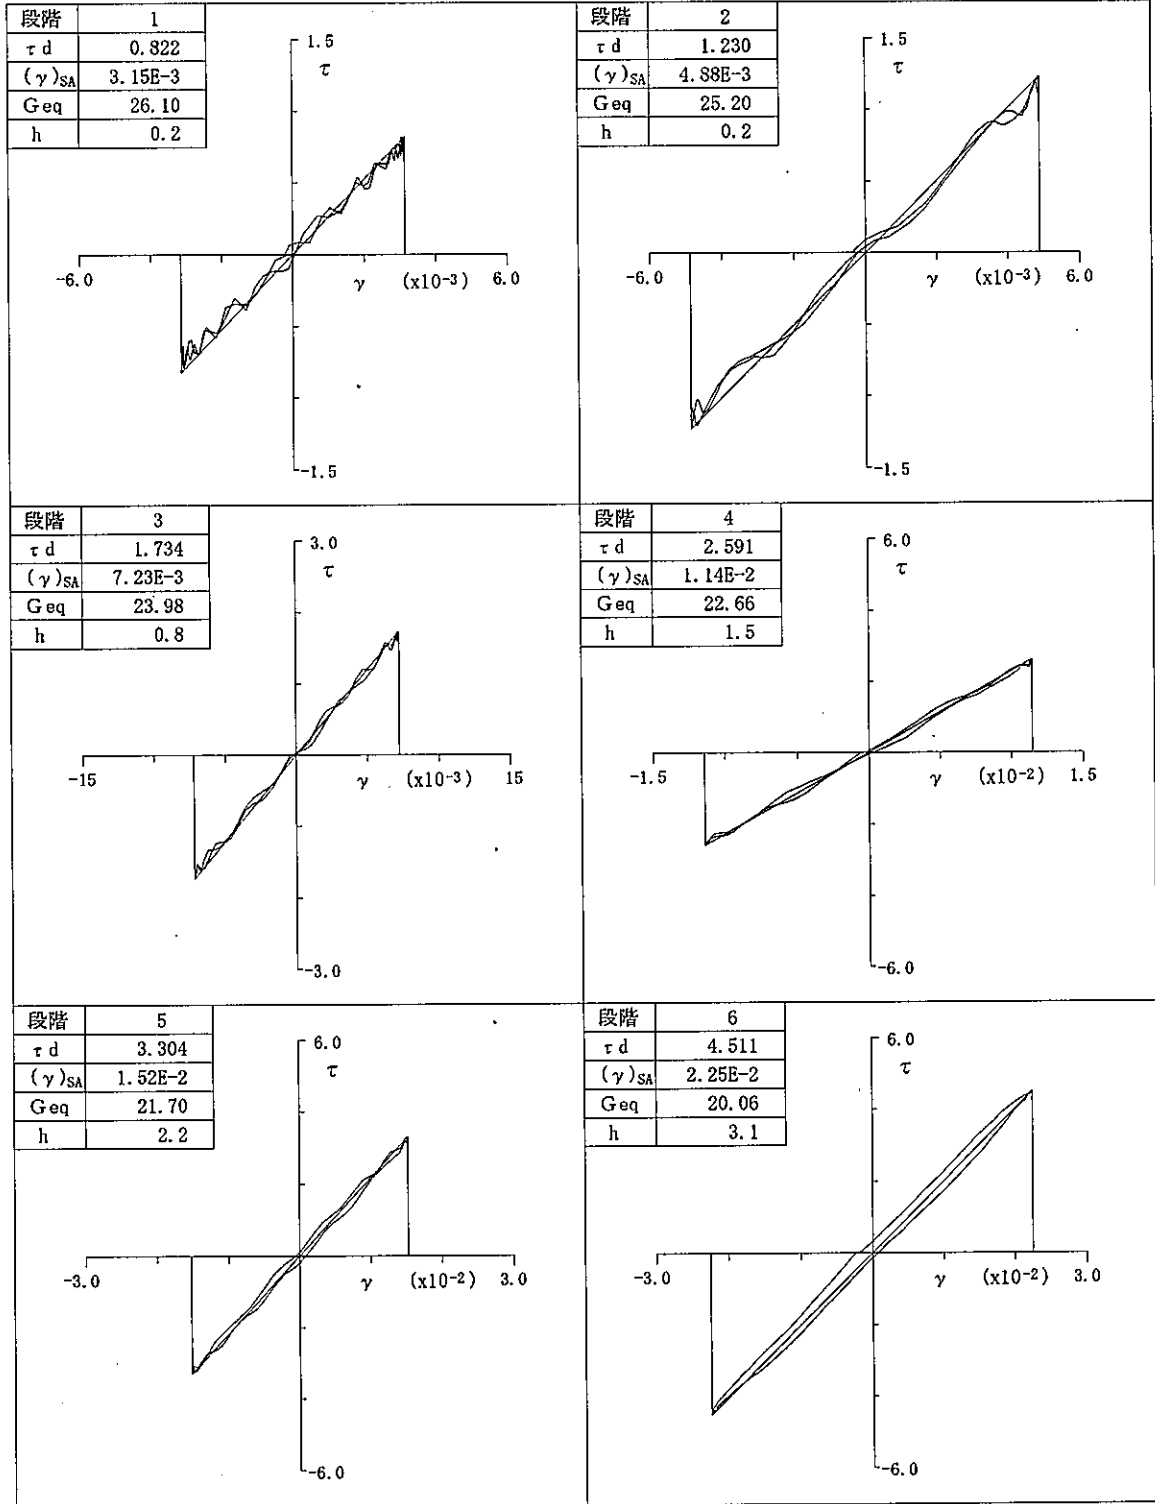 段階 1
τd 0.822
(γ)SA 3.15E-3
Geq 26.10
h 0.2
1.5
τ
-6.0 γ (x10-3) 6.0
-1.5
段階 2
τd 1.230
(γ)SA 4.88E-3
Geq 25.20
h 0.2
1.5
τ
-6.0 γ (x10-3) 6.0
-1.5
段階 3
τd 1.734
(γ)SA 7.23E-3
Geq 23.98
h 0.8
3.0
τ
-15 γ (x10-3) 15
-3.0
段階 4
τd 2.591
(γ)SA 1.14E-2
Geq 22.66
h 1.5
6.0
τ
-1.5 γ (x10-2) 1.5
-6.0
段階 5
τd 3.304
(γ)SA 1.52E-2
Geq 21.70
h 2.2
6.0
τ
-3.0 γ (x10-2) 3.0
-6.0
段階 6
τd 4.511
(γ)SA 2.25E-2
Geq 20.06
h 3.1
6.0
τ
-3.0 γ (x10-2) 3.0
-6.0